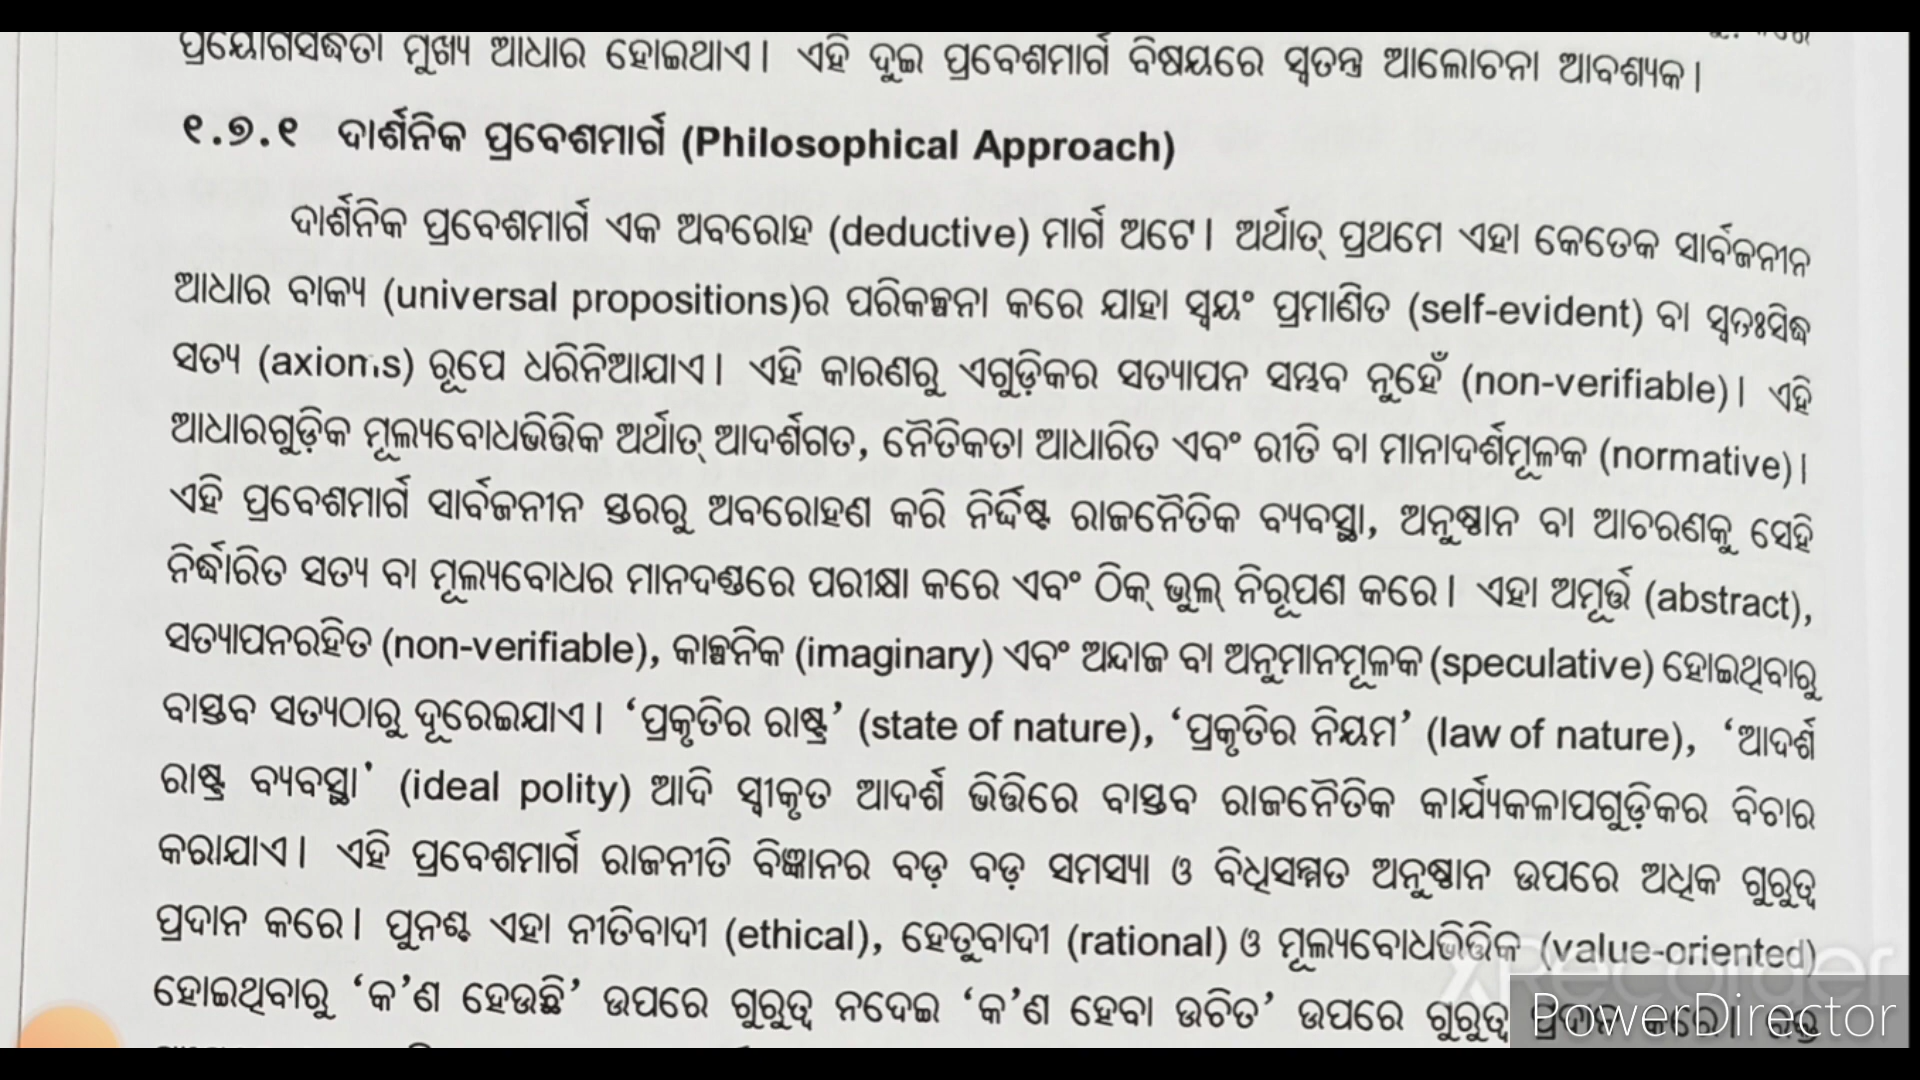 ପ୍ରୟୋଗସିଦ୍ଧତା ମୁଖ୍ୟ ଆଧାର ହୋଇଥାଏ। ଏହି ଦୁଇ ପ୍ରବେଶମାର୍ଗ ବିଷୟରେ ସ୍ୱତନ୍ତ୍ର ଆଲୋଚନା ଆବଶ୍ୟକ।
୧.୭.୧ ଦାର୍ଶନିକ ପ୍ରବେଶମାର୍ଗ (Philosophical Approach)
ଦାର୍ଶନିକ ପ୍ରବେଶମାର୍ଗ ଏକ ଅବରୋହ (deductive) ମାର୍ଗ ଅଟେ। ଅର୍ଥାତ୍ ପ୍ରଥମେ ଏହା କେତେକ ସାର୍ବଜନୀନ
ଆଧାର ବାକ୍ୟ (universal propositions)ର ପରିକଳ୍ପନା କରେ ଯାହା ସ୍ୱୟଂ ପ୍ରମାଣିତ (self-evident) ବା ସ୍ୱତଃସିଦ୍ଧ
ସତ୍ୟ (axioms) ରୂପେ ଧରିନିଆଯାଏ। ଏହି କାରଣରୁ ଏଗୁଡ଼ିକର ସତ୍ୟାପନ ସମ୍ଭବ ନୁହେଁ (non-verifiable)। ଏହି
ଆଧାରଗୁଡ଼ିକ ମୂଲ୍ୟବୋଧଭିତ୍ତିକ ଅର୍ଥାତ୍ ଆଦର୍ଶଗତ, ନୈତିକତା ଆଧାରିତ ଏବଂ ରୀତି ବା ମାନାଦର୍ଶମୂଳକ (normative)।
ଏହି ପ୍ରବେଶମାର୍ଗ ସାର୍ବଜନୀନ ସ୍ତରରୁ ଅବରୋହଣ କରି ନିର୍ଦ୍ଦିଷ୍ଟ ରାଜନୈତିକ ବ୍ୟବସ୍ଥା, ଅନୁଷ୍ଠାନ ବା ଆଚରଣକୁ ସେହି
ନିର୍ଦ୍ଧାରିତ ସତ୍ୟ ବା ମୂଲ୍ୟବୋଧର ମାନଦଣ୍ଡରେ ପରୀକ୍ଷା କରେ ଏବଂ ଠିକ୍ ଭୁଲ୍ ନିରୂପଣ କରେ। ଏହା ଅମୂର୍ତ୍ତ (abstract),
ସତ୍ୟାପନରହିତ (non-verifiable), କାଳ୍ପନିକ (imaginary) ଏବଂ ଅନ୍ଦାଜ ବା ଅନୁମାନମୂଳକ (speculative) ହୋଇଥିବାରୁ
ବାସ୍ତବ ସତ୍ୟଠାରୁ ଦୂରେଇଯାଏ। ‘ପ୍ରକୃତିର ରାଷ୍ଟ୍ର’ (state of nature), ‘ପ୍ରକୃତିର ନିୟମ’ (law of nature), ‘ଆଦର୍ଶ
ରାଷ୍ଟ୍ର ବ୍ୟବସ୍ଥା’ (ideal polity) ଆଦି ସ୍ୱୀକୃତ ଆଦର୍ଶ ଭିତ୍ତିରେ ବାସ୍ତବ ରାଜନୈତିକ କାର୍ଯ୍ୟକଳାପଗୁଡ଼ିକର ବିଚାର
କରାଯାଏ। ଏହି ପ୍ରବେଶମାର୍ଗ ରାଜନୀତି ବିଜ୍ଞାନର ବଡ଼ ବଡ଼ ସମସ୍ୟା ଓ ବିଧିସମ୍ମତ ଅନୁଷ୍ଠାନ ଉପରେ ଅଧିକ ଗୁରୁତ୍ୱ
ପ୍ରଦାନ କରେ। ପୁନଶ୍ଚ ଏହା ନୀତିବାଦୀ (ethical), ହେତୁବାଦୀ (rational) ଓ ମୂଲ୍ୟବୋଧଭିତ୍ତିକ (value-oriented)
ହୋଇଥିବାରୁ ‘କ’ଣ ହେଉଛି’ ଉପରେ ଗୁରୁତ୍ୱ ନଦେଇ ‘କ’ଣ ହେବା ଉଚିତ’ ଉପରେ ଗୁରୁତ୍ୱ ପ୍ରଦାନ କରେ।
XRecorder
PowerDirector